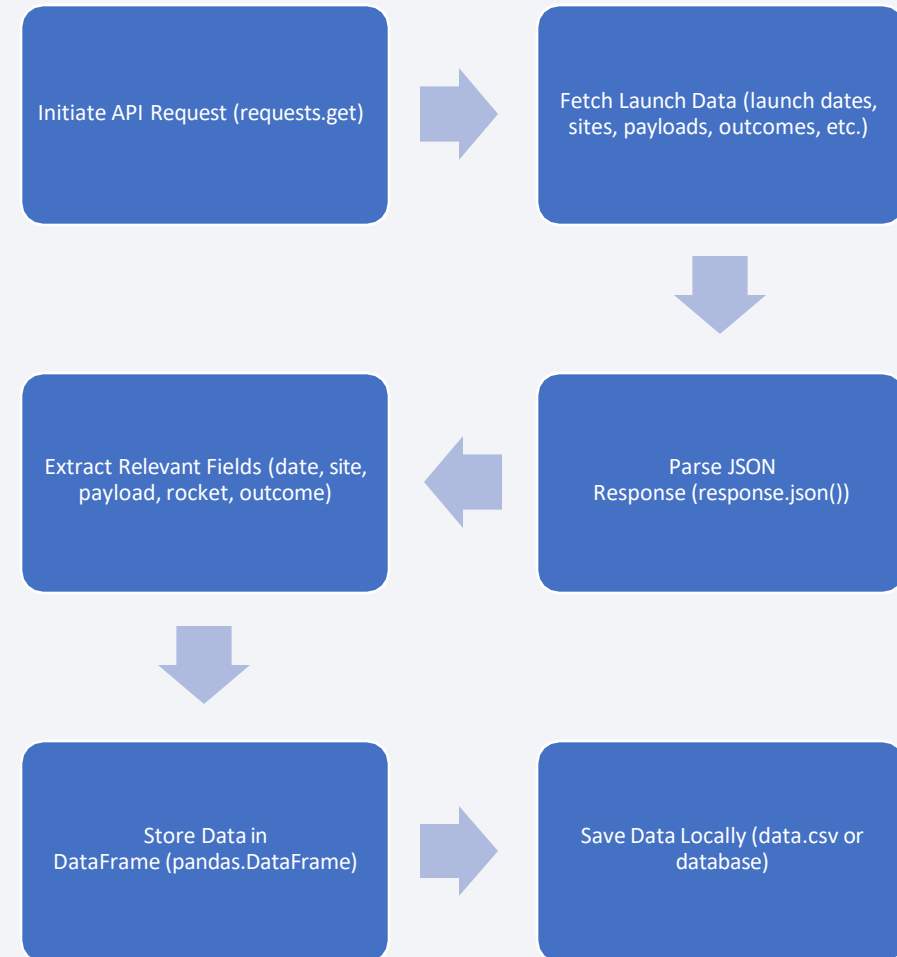 Initiate API Request (requests.get)
Fetch Launch Data (launch dates,
sites, payloads, outcomes, etc.)
Parse JSON
Response (response.json())
Extract Relevant Fields (date, site,
payload, rocket, outcome)
Store Data in
DataFrame (pandas.DataFrame)
Save Data Locally (data.csv or
database)